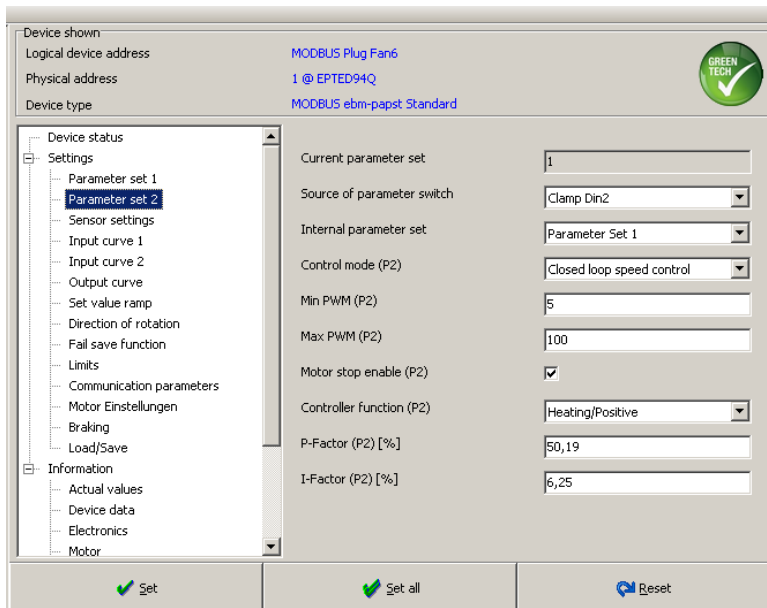 Device shown
Logical device address MODBUS Plug Fan6
Physical address 1 @ EPTED94Q
Device type MODBUS ebm-papst Standard
GREEN
TECH
Device status
Settings
Parameter set 1
Parameter set 2
Sensor settings
Input curve 1
Input curve 2
Output curve
Set value ramp
Direction of rotation
Fail save function
Limits
Communication parameters
Motor Einstellungen
Braking
Load/Save
Information
Actual values
Device data
Electronics
Motor
Current parameter set 1
Source of parameter switch Clamp Din2
Internal parameter set Parameter Set 1
Control mode (P2) Closed loop speed control
Min PWM (P2) 5
Max PWM (P2) 100
Motor stop enable (P2)
Controller function (P2) Heating/Positive
P-Factor (P2) [%] 50,19
I-Factor (P2) [%] 6,25
Set Set all Reset